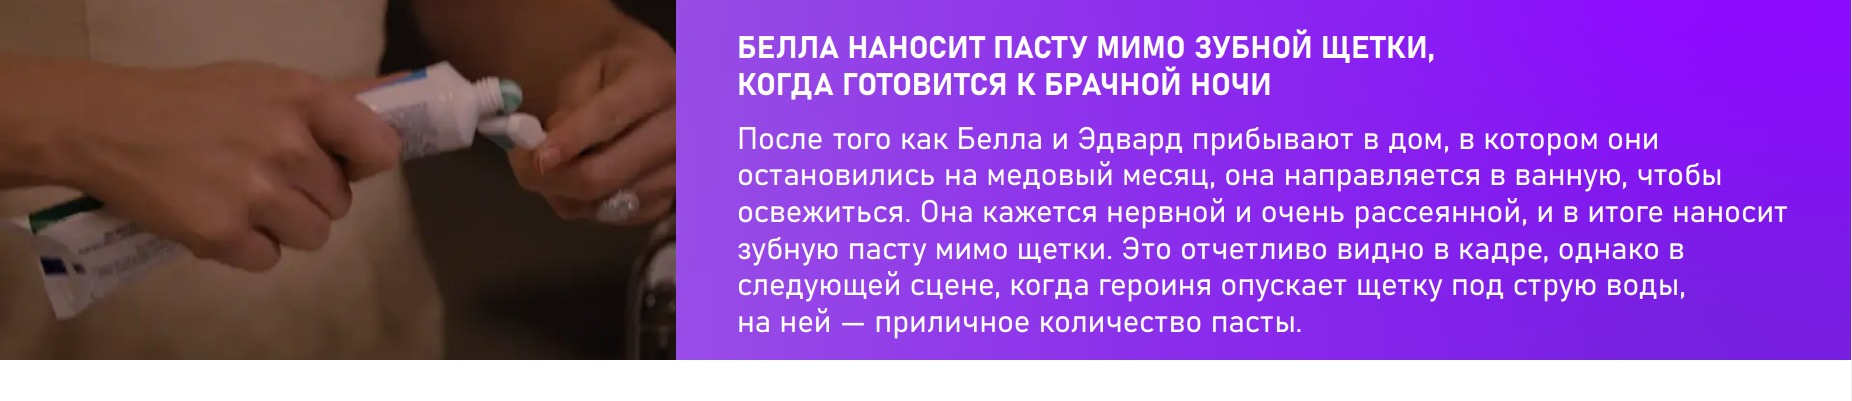 БЕЛЛА НАНОСИТ ПАСТУ МИМО ЗУБНОЙ ЩЕТКИ,
КОГДА ГОТОВИТСЯ К БРАЧНОЙ НОЧИ
После того как Белла и Эдвард прибывают в дом, в котором они
остановились на медовый месяц, она направляется в ванную, чтобы
освежиться. Она кажется нервной и очень рассеянной, и в итоге наносит
зубную пасту мимо щетки. Это отчетливо видно в кадре, однако в
следующей сцене, когда героиня опускает щетку под струю воды,
на ней — приличное количество пасты.